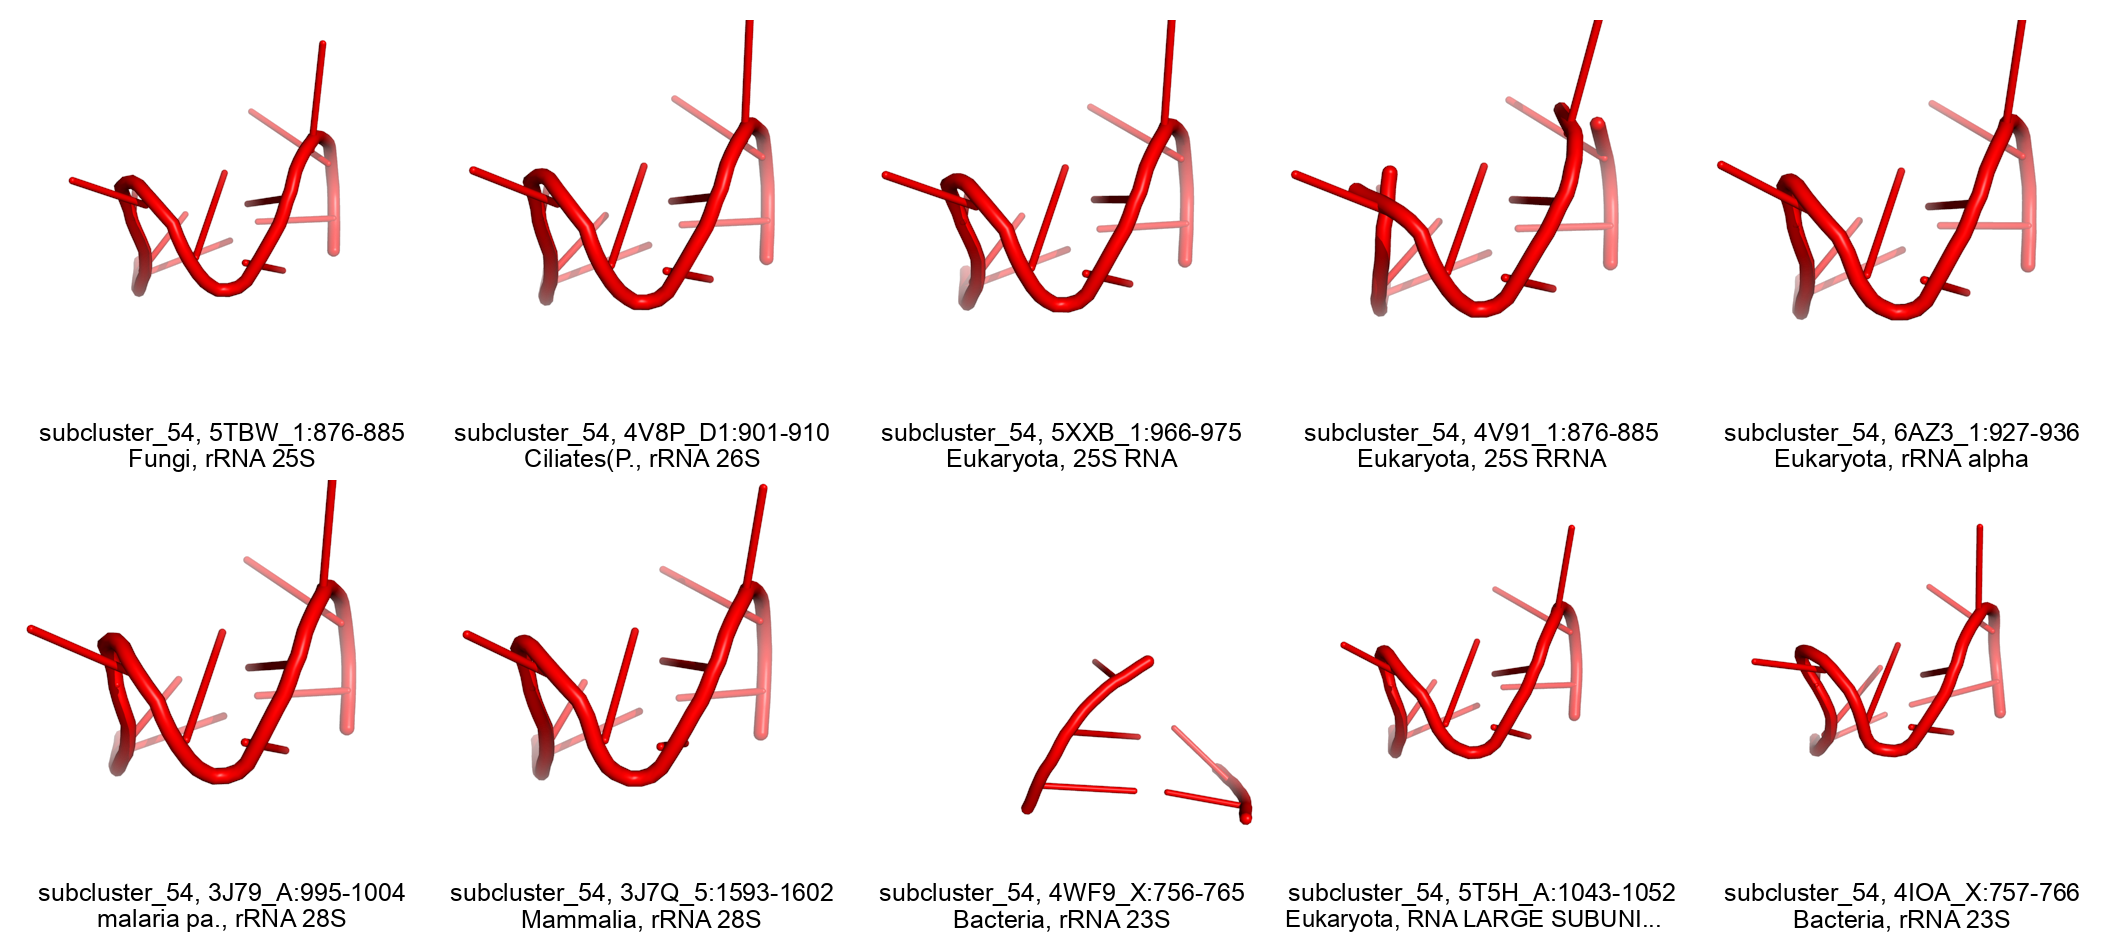 subcluster_54, 5TBW_1:876-885
Fungi, rRNA 25S
subcluster_54, 4V8P_D1:901-910
Ciliates(P., rRNA 26S
subcluster_54, 5XXB_1:966-975
Eukaryota, 25S RNA
subcluster_54, 4V91_1:876-885
Eukaryota, 25S RRNA
subcluster_54, 6AZ3_1:927-936
Eukaryota, rRNA alpha
subcluster_54, 3J79_A:995-1004
malaria pa., rRNA 28S
subcluster_54, 3J7Q_5:1593-1602
Mammalia, rRNA 28S
subcluster_54, 4WF9_X:756-765
Bacteria, rRNA 23S
subcluster_54, 5T5H_A:1043-1052
Eukaryota, RNA LARGE SUBUNI...
subcluster_54, 4IOA_X:757-766
Bacteria, rRNA 23S